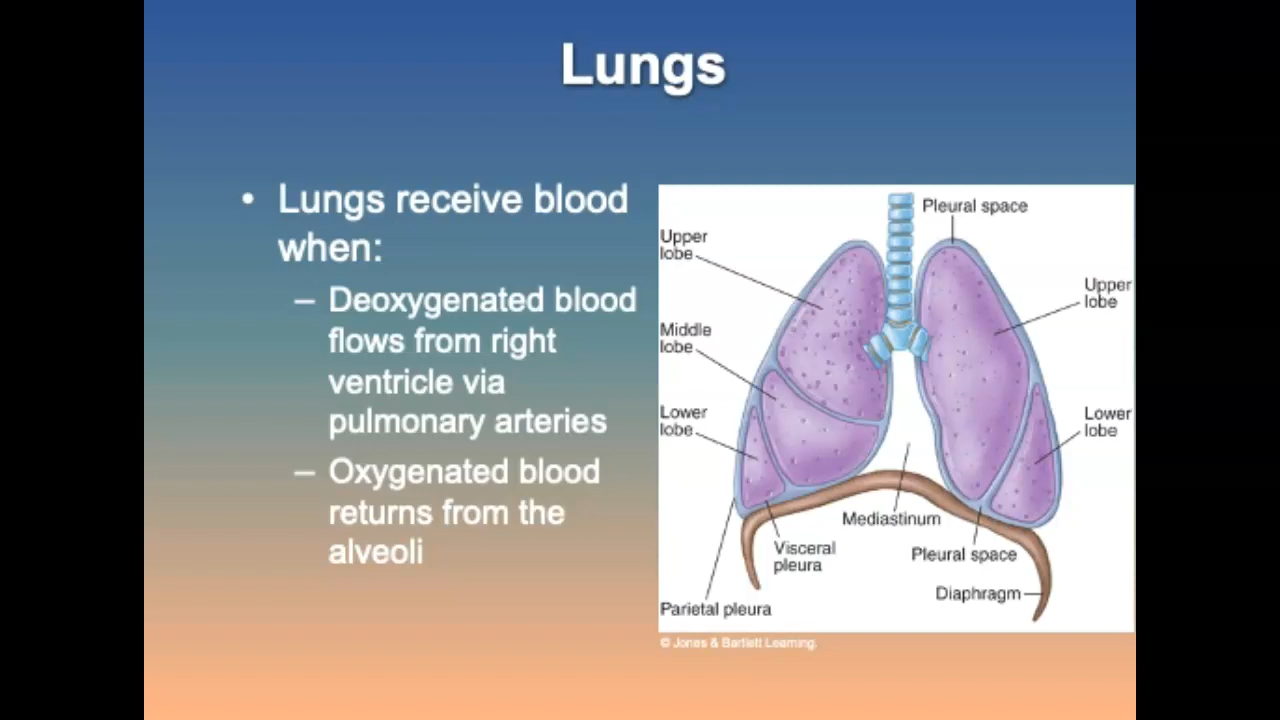 Lungs
• Lungs receive blood
when:
– Deoxygenated blood
flows from right
ventricle via
pulmonary arteries
– Oxygenated blood
returns from the
alveoli
Pleural space
Upper
lobe
Upper
lobe
Middle
lobe
Lower
lobe
Lower
lobe
Mediastinum
Visceral
pleura
Pleural space
Diaphragm
Parietal pleura
© Jones & Bartlett Learning.